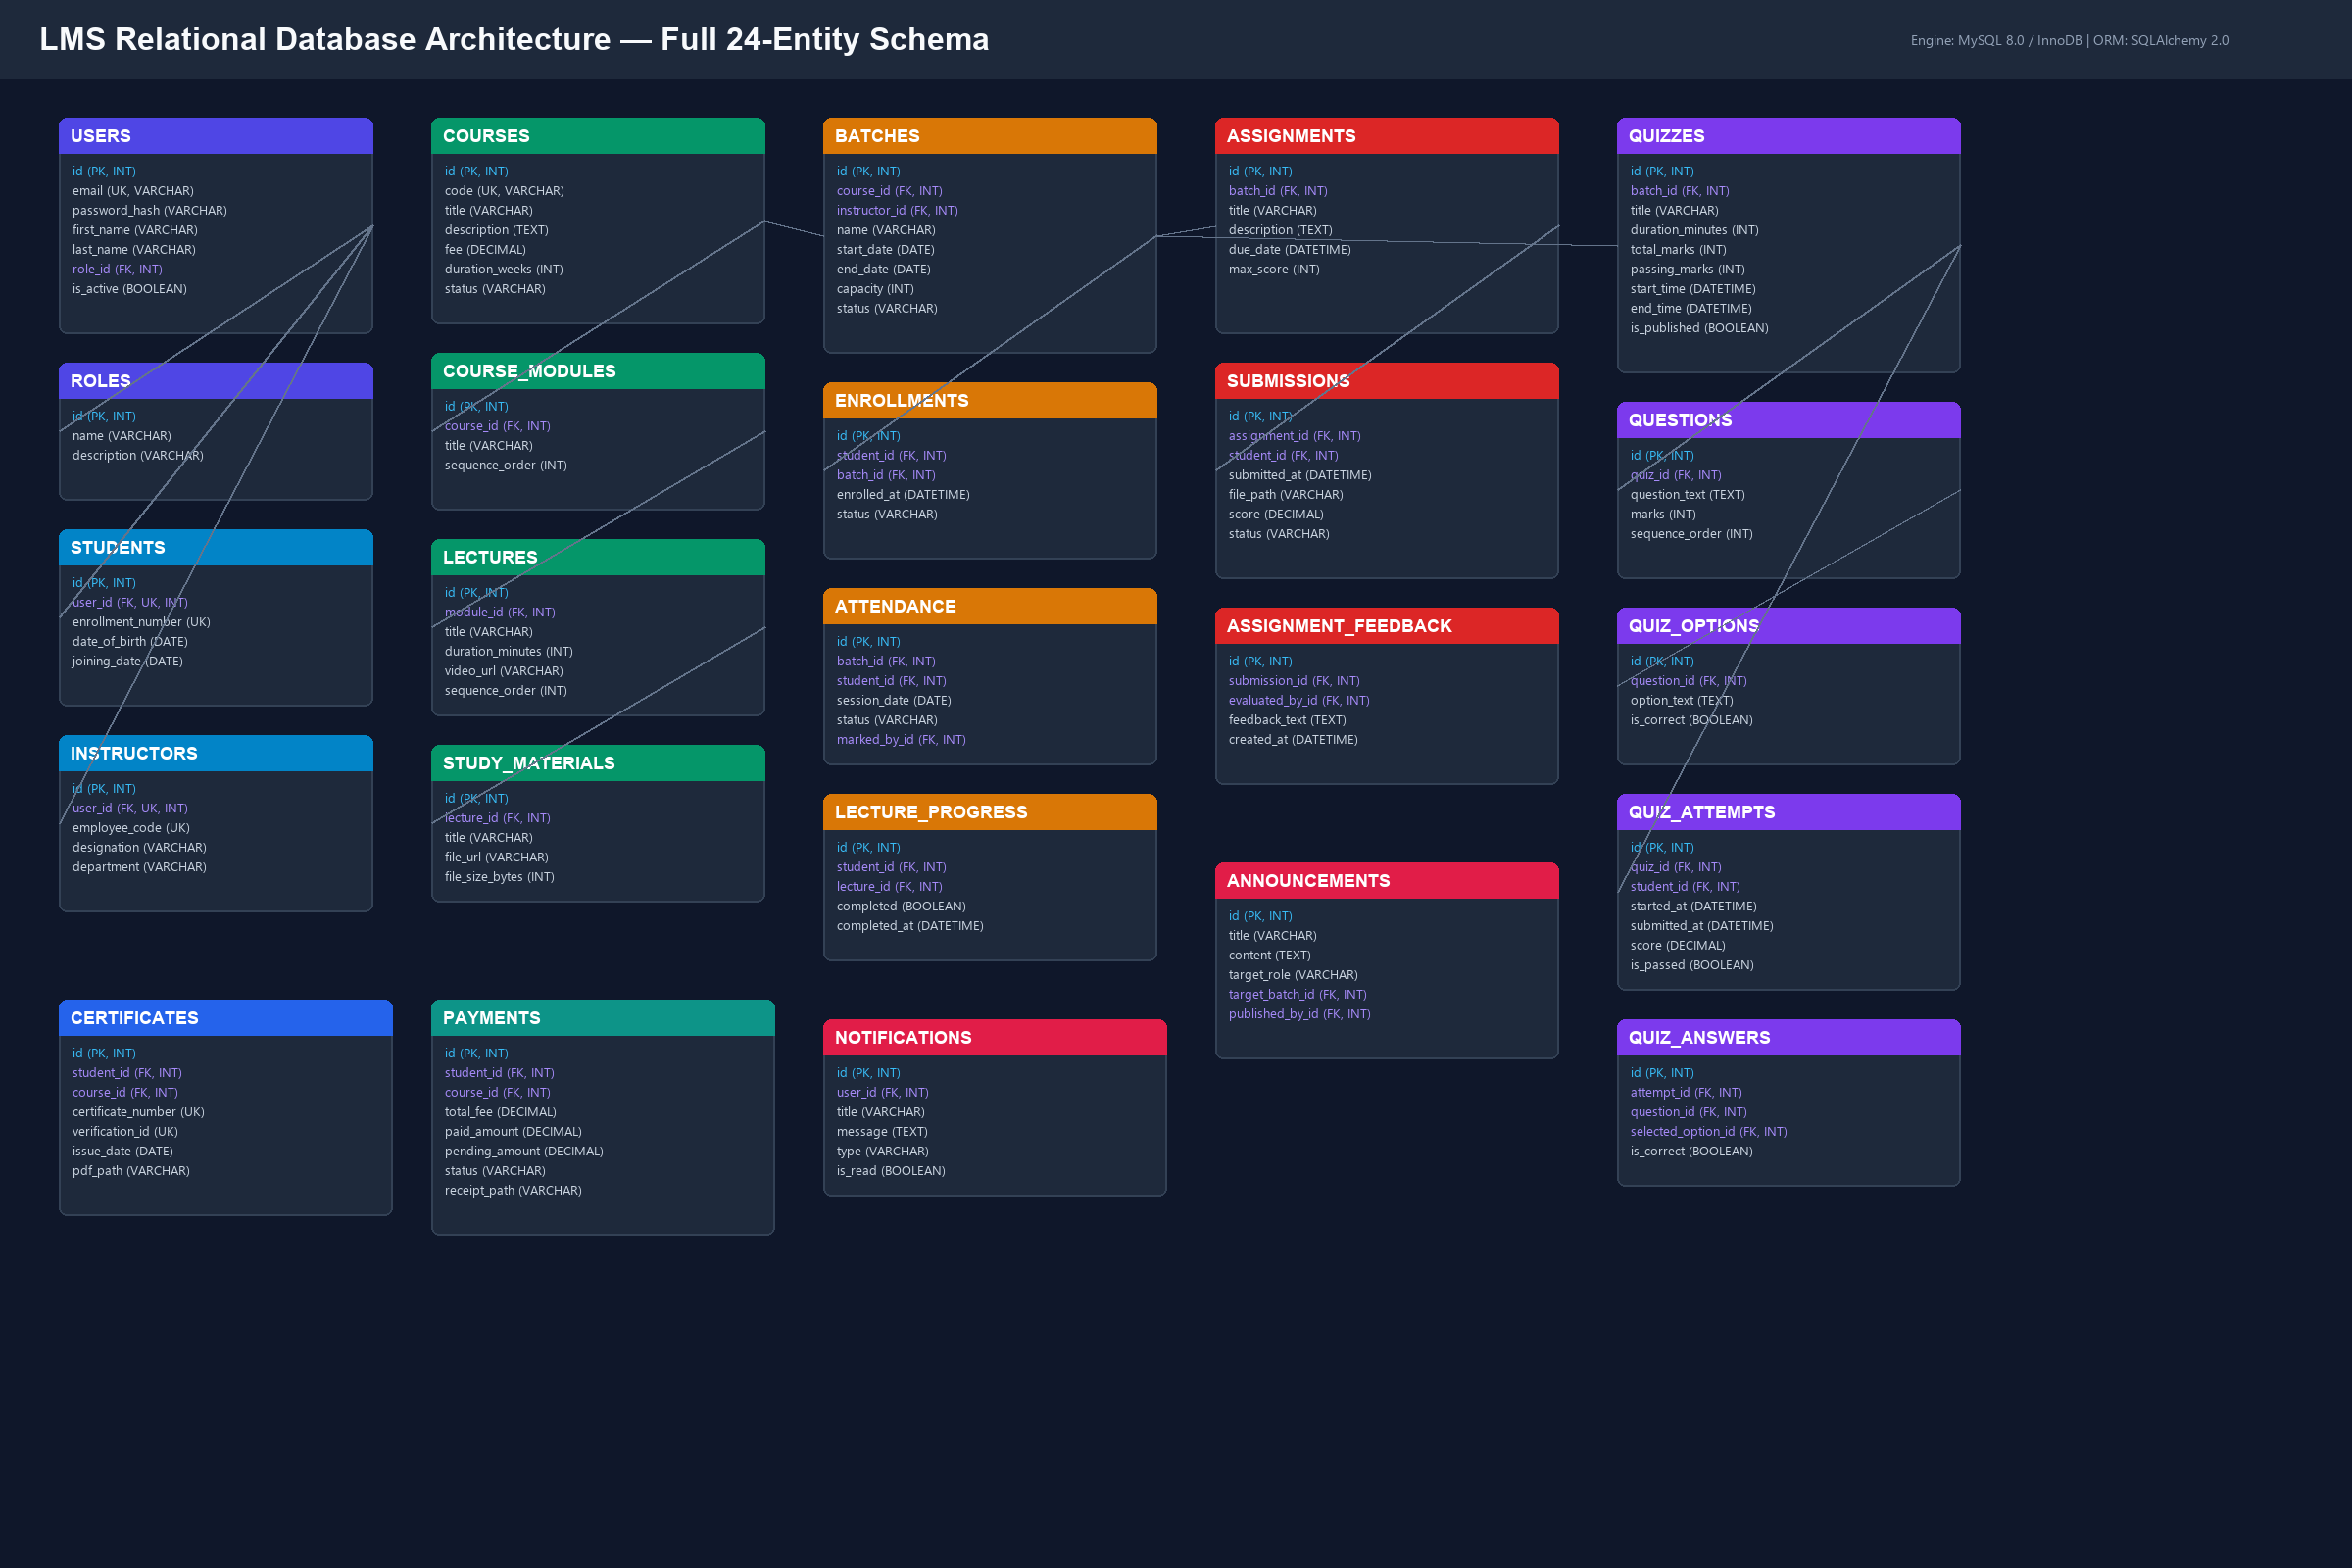 LMS Relational Database Architecture — Full 24-Entity Schema
Engine: MySQL 8.0 / InnoDB | ORM: SQLAlchemy 2.0
USERS
id (PK, INT)
email (UK, VARCHAR)
password_hash (VARCHAR)
first_name (VARCHAR)
last_name (VARCHAR)
role_id (FK, INT)
is_active (BOOLEAN)
ROLES
id (PK, INT)
name (VARCHAR)
description (VARCHAR)
STUDENTS
id (PK, INT)
user_id (FK, UK, INT)
enrollment_number (UK)
date_of_birth (DATE)
joining_date (DATE)
INSTRUCTORS
id (PK, INT)
user_id (FK, UK, INT)
employee_code (UK)
designation (VARCHAR)
department (VARCHAR)
CERTIFICATES
id (PK, INT)
student_id (FK, INT)
course_id (FK, INT)
certificate_number (UK)
verification_id (UK)
issue_date (DATE)
pdf_path (VARCHAR)
COURSES
id (PK, INT)
code (UK, VARCHAR)
title (VARCHAR)
description (TEXT)
fee (DECIMAL)
duration_weeks (INT)
status (VARCHAR)
COURSE_MODULES
id (PK, INT)
course_id (FK, INT)
title (VARCHAR)
sequence_order (INT)
LECTURES
id (PK, INT)
module_id (FK, INT)
title (VARCHAR)
duration_minutes (INT)
video_url (VARCHAR)
sequence_order (INT)
STUDY_MATERIALS
id (PK, INT)
lecture_id (FK, INT)
title (VARCHAR)
file_url (VARCHAR)
file_size_bytes (INT)
PAYMENTS
id (PK, INT)
student_id (FK, INT)
course_id (FK, INT)
total_fee (DECIMAL)
paid_amount (DECIMAL)
pending_amount (DECIMAL)
status (VARCHAR)
receipt_path (VARCHAR)
BATCHES
id (PK, INT)
course_id (FK, INT)
instructor_id (FK, INT)
name (VARCHAR)
start_date (DATE)
end_date (DATE)
capacity (INT)
status (VARCHAR)
ENROLLMENTS
id (PK, INT)
student_id (FK, INT)
batch_id (FK, INT)
enrolled_at (DATETIME)
status (VARCHAR)
ATTENDANCE
id (PK, INT)
batch_id (FK, INT)
student_id (FK, INT)
session_date (DATE)
status (VARCHAR)
marked_by_id (FK, INT)
LECTURE_PROGRESS
id (PK, INT)
student_id (FK, INT)
lecture_id (FK, INT)
completed (BOOLEAN)
completed_at (DATETIME)
NOTIFICATIONS
id (PK, INT)
user_id (FK, INT)
title (VARCHAR)
message (TEXT)
type (VARCHAR)
is_read (BOOLEAN)
ASSIGNMENTS
id (PK, INT)
batch_id (FK, INT)
title (VARCHAR)
description (TEXT)
due_date (DATETIME)
max_score (INT)
SUBMISSIONS
id (PK, INT)
assignment_id (FK, INT)
student_id (FK, INT)
submitted_at (DATETIME)
file_path (VARCHAR)
score (DECIMAL)
status (VARCHAR)
ASSIGNMENT_FEEDBACK
id (PK, INT)
submission_id (FK, INT)
evaluated_by_id (FK, INT)
feedback_text (TEXT)
created_at (DATETIME)
ANNOUNCEMENTS
id (PK, INT)
title (VARCHAR)
content (TEXT)
target_role (VARCHAR)
target_batch_id (FK, INT)
published_by_id (FK, INT)
QUIZZES
id (PK, INT)
batch_id (FK, INT)
title (VARCHAR)
duration_minutes (INT)
total_marks (INT)
passing_marks (INT)
start_time (DATETIME)
end_time (DATETIME)
is_published (BOOLEAN)
QUESTIONS
id (PK, INT)
quiz_id (FK, INT)
question_text (TEXT)
marks (INT)
sequence_order (INT)
QUIZ_OPTIONS
id (PK, INT)
question_id (FK, INT)
option_text (TEXT)
is_correct (BOOLEAN)
QUIZ_ATTEMPTS
id (PK, INT)
quiz_id (FK, INT)
student_id (FK, INT)
started_at (DATETIME)
submitted_at (DATETIME)
score (DECIMAL)
is_passed (BOOLEAN)
QUIZ_ANSWERS
id (PK, INT)
attempt_id (FK, INT)
question_id (FK, INT)
selected_option_id (FK, INT)
is_correct (BOOLEAN)